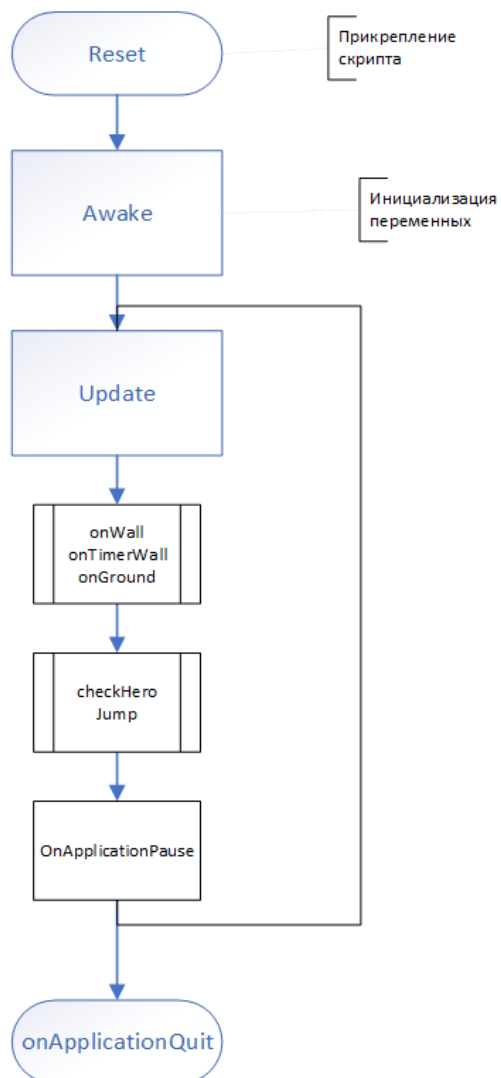 Reset
Прикрепление
скрипта
Awake
Инициализация
переменных
Update
onWall
onTimerWall
onGround
checkHero
Jump
OnApplicationPause
onApplicationQuit